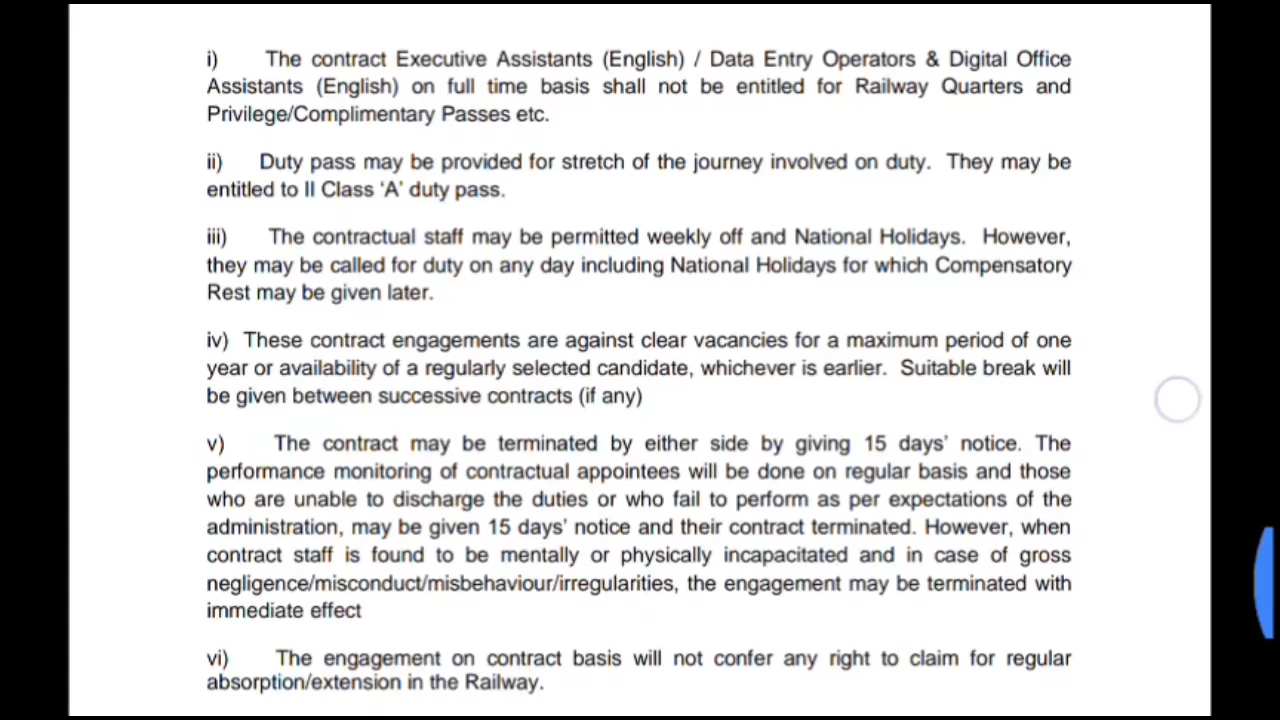 i) The contract Executive Assistants (English) / Data Entry Operators & Digital Office
Assistants (English) on full time basis shall not be entitled for Railway Quarters and
Privilege/Complimentary Passes etc.
ii) Duty pass may be provided for stretch of the journey involved on duty. They may be
entitled to II Class ‘A’ duty pass.
iii) The contractual staff may be permitted weekly off and National Holidays. However,
they may be called for duty on any day including National Holidays for which Compensatory
Rest may be given later.
iv) These contract engagements are against clear vacancies for a maximum period of one
year or availability of a regularly selected candidate, whichever is earlier. Suitable break will
be given between successive contracts (if any)
v) The contract may be terminated by either side by giving 15 days’ notice. The
performance monitoring of contractual appointees will be done on regular basis and those
who are unable to discharge the duties or who fail to perform as per expectations of the
administration, may be given 15 days’ notice and their contract terminated. However, when
contract staff is found to be mentally or physically incapacitated and in case of gross
negligence/misconduct/misbehaviour/irregularities, the engagement may be terminated with
immediate effect
vi) The engagement on contract basis will not confer any right to claim for regular
absorption/extension in the Railway.